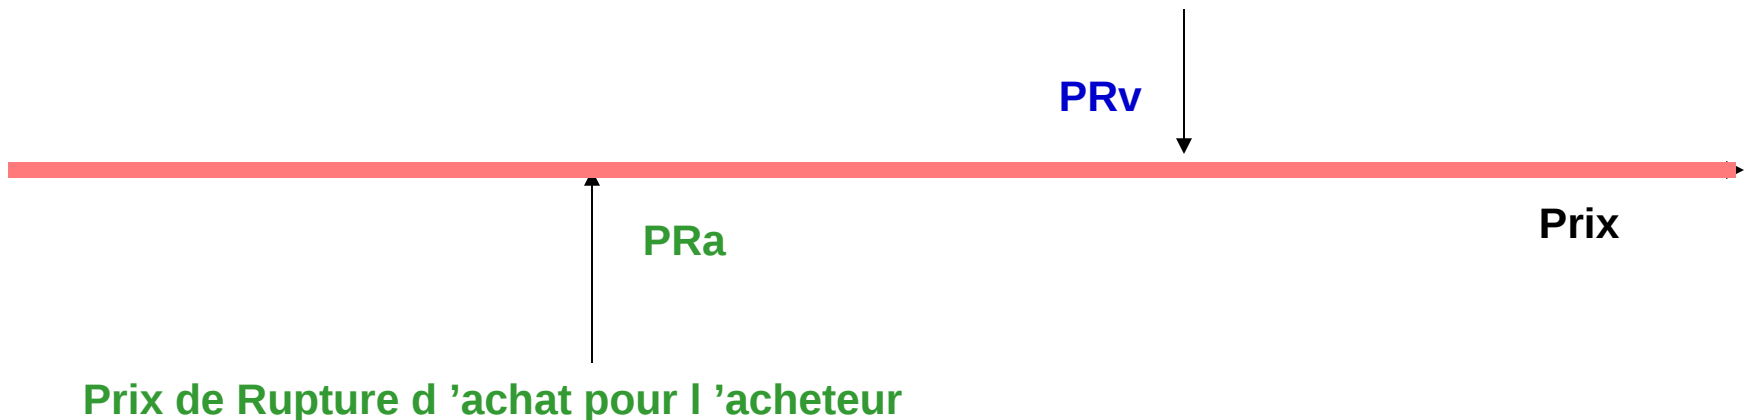 PRv
Prix
PRa
Prix de Rupture d ’achat pour l ’acheteur